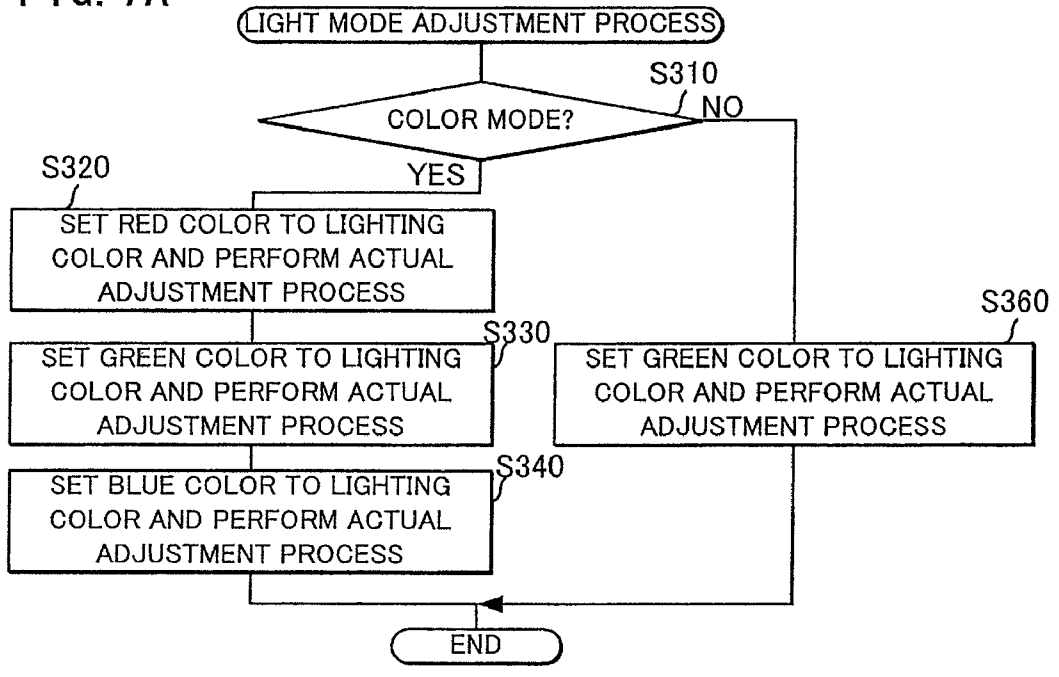 FIG. 7A
LIGHT MODE ADJUSTMENT PROCESS
S310
COLOR MODE?
NO
YES
S320
SET RED COLOR TO LIGHTING
COLOR AND PERFORM ACTUAL
ADJUSTMENT PROCESS
S330
SET GREEN COLOR TO LIGHTING
COLOR AND PERFORM ACTUAL
ADJUSTMENT PROCESS
S340
SET BLUE COLOR TO LIGHTING
COLOR AND PERFORM ACTUAL
ADJUSTMENT PROCESS
S360
SET GREEN COLOR TO LIGHTING
COLOR AND PERFORM ACTUAL
ADJUSTMENT PROCESS
END